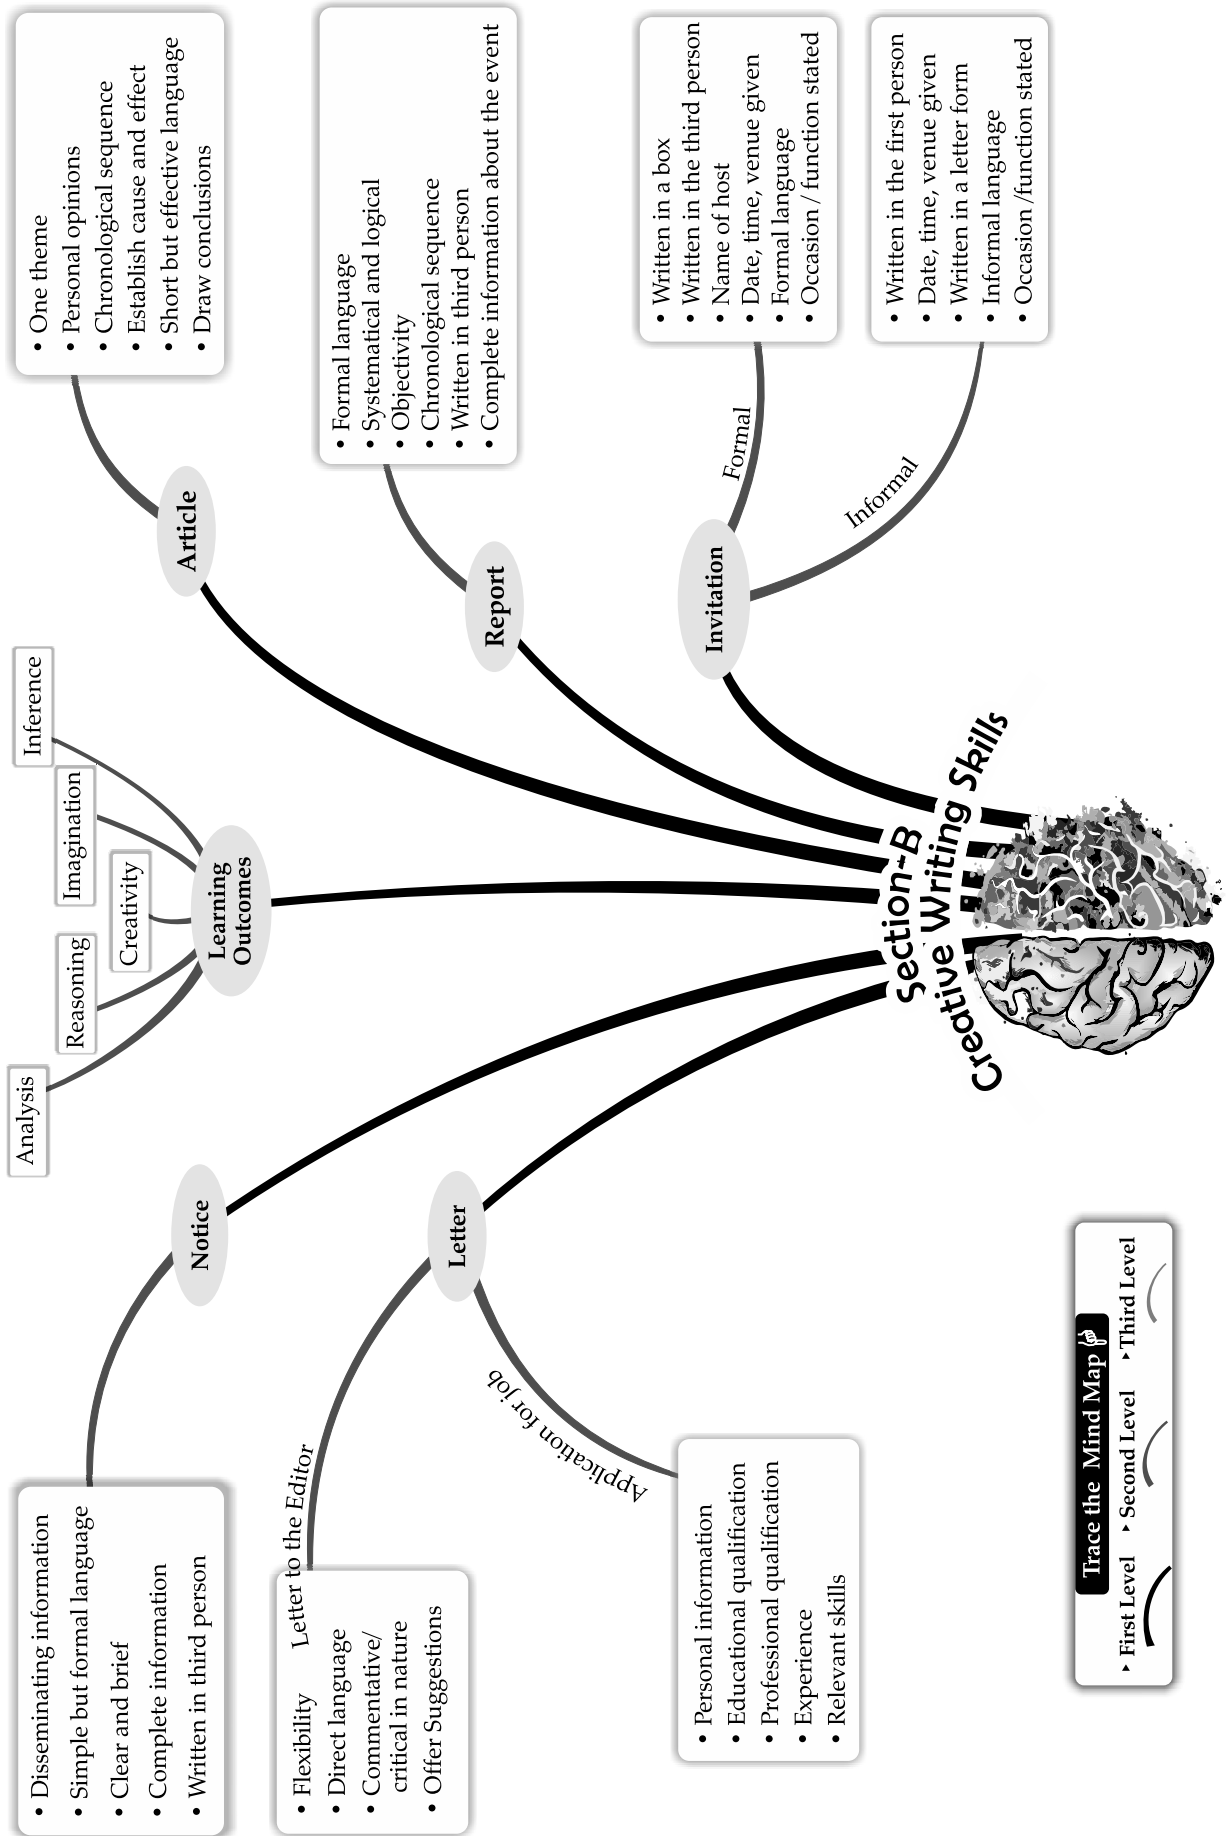 • Disseminating information
• Simple but formal language
• Clear and brief
• Complete information
• Written in third person
Notice
Analysis
Reasoning
Creativity
Imagination
Inference
Learning
Outcomes
Article
• One theme
• Personal opinions
• Chronological sequence
• Establish cause and effect
• Short but effective language
• Draw conclusions
Letter to the Editor
• Flexibility
• Direct language
• Commentative/
critical in nature
• Offer Suggestions
Letter
Application for job
• Personal information
• Educational qualification
• Professional qualification
• Experience
• Relevant skills
Report
• Formal language
• Systematical and logical
• Objectivity
• Chronological sequence
• Written in third person
• Complete information about the event
Invitation
Formal
• Written in a box
• Written in the third person
• Name of host
• Date, time, venue given
• Formal language
• Occasion / function stated
Informal
• Written in the first person
• Date, time, venue given
• Written in a letter form
• Informal language
• Occasion /function stated
Section-B
Creative Writing Skills
Trace the Mind Map
▸ First Level ▸ Second Level ▸ Third Level